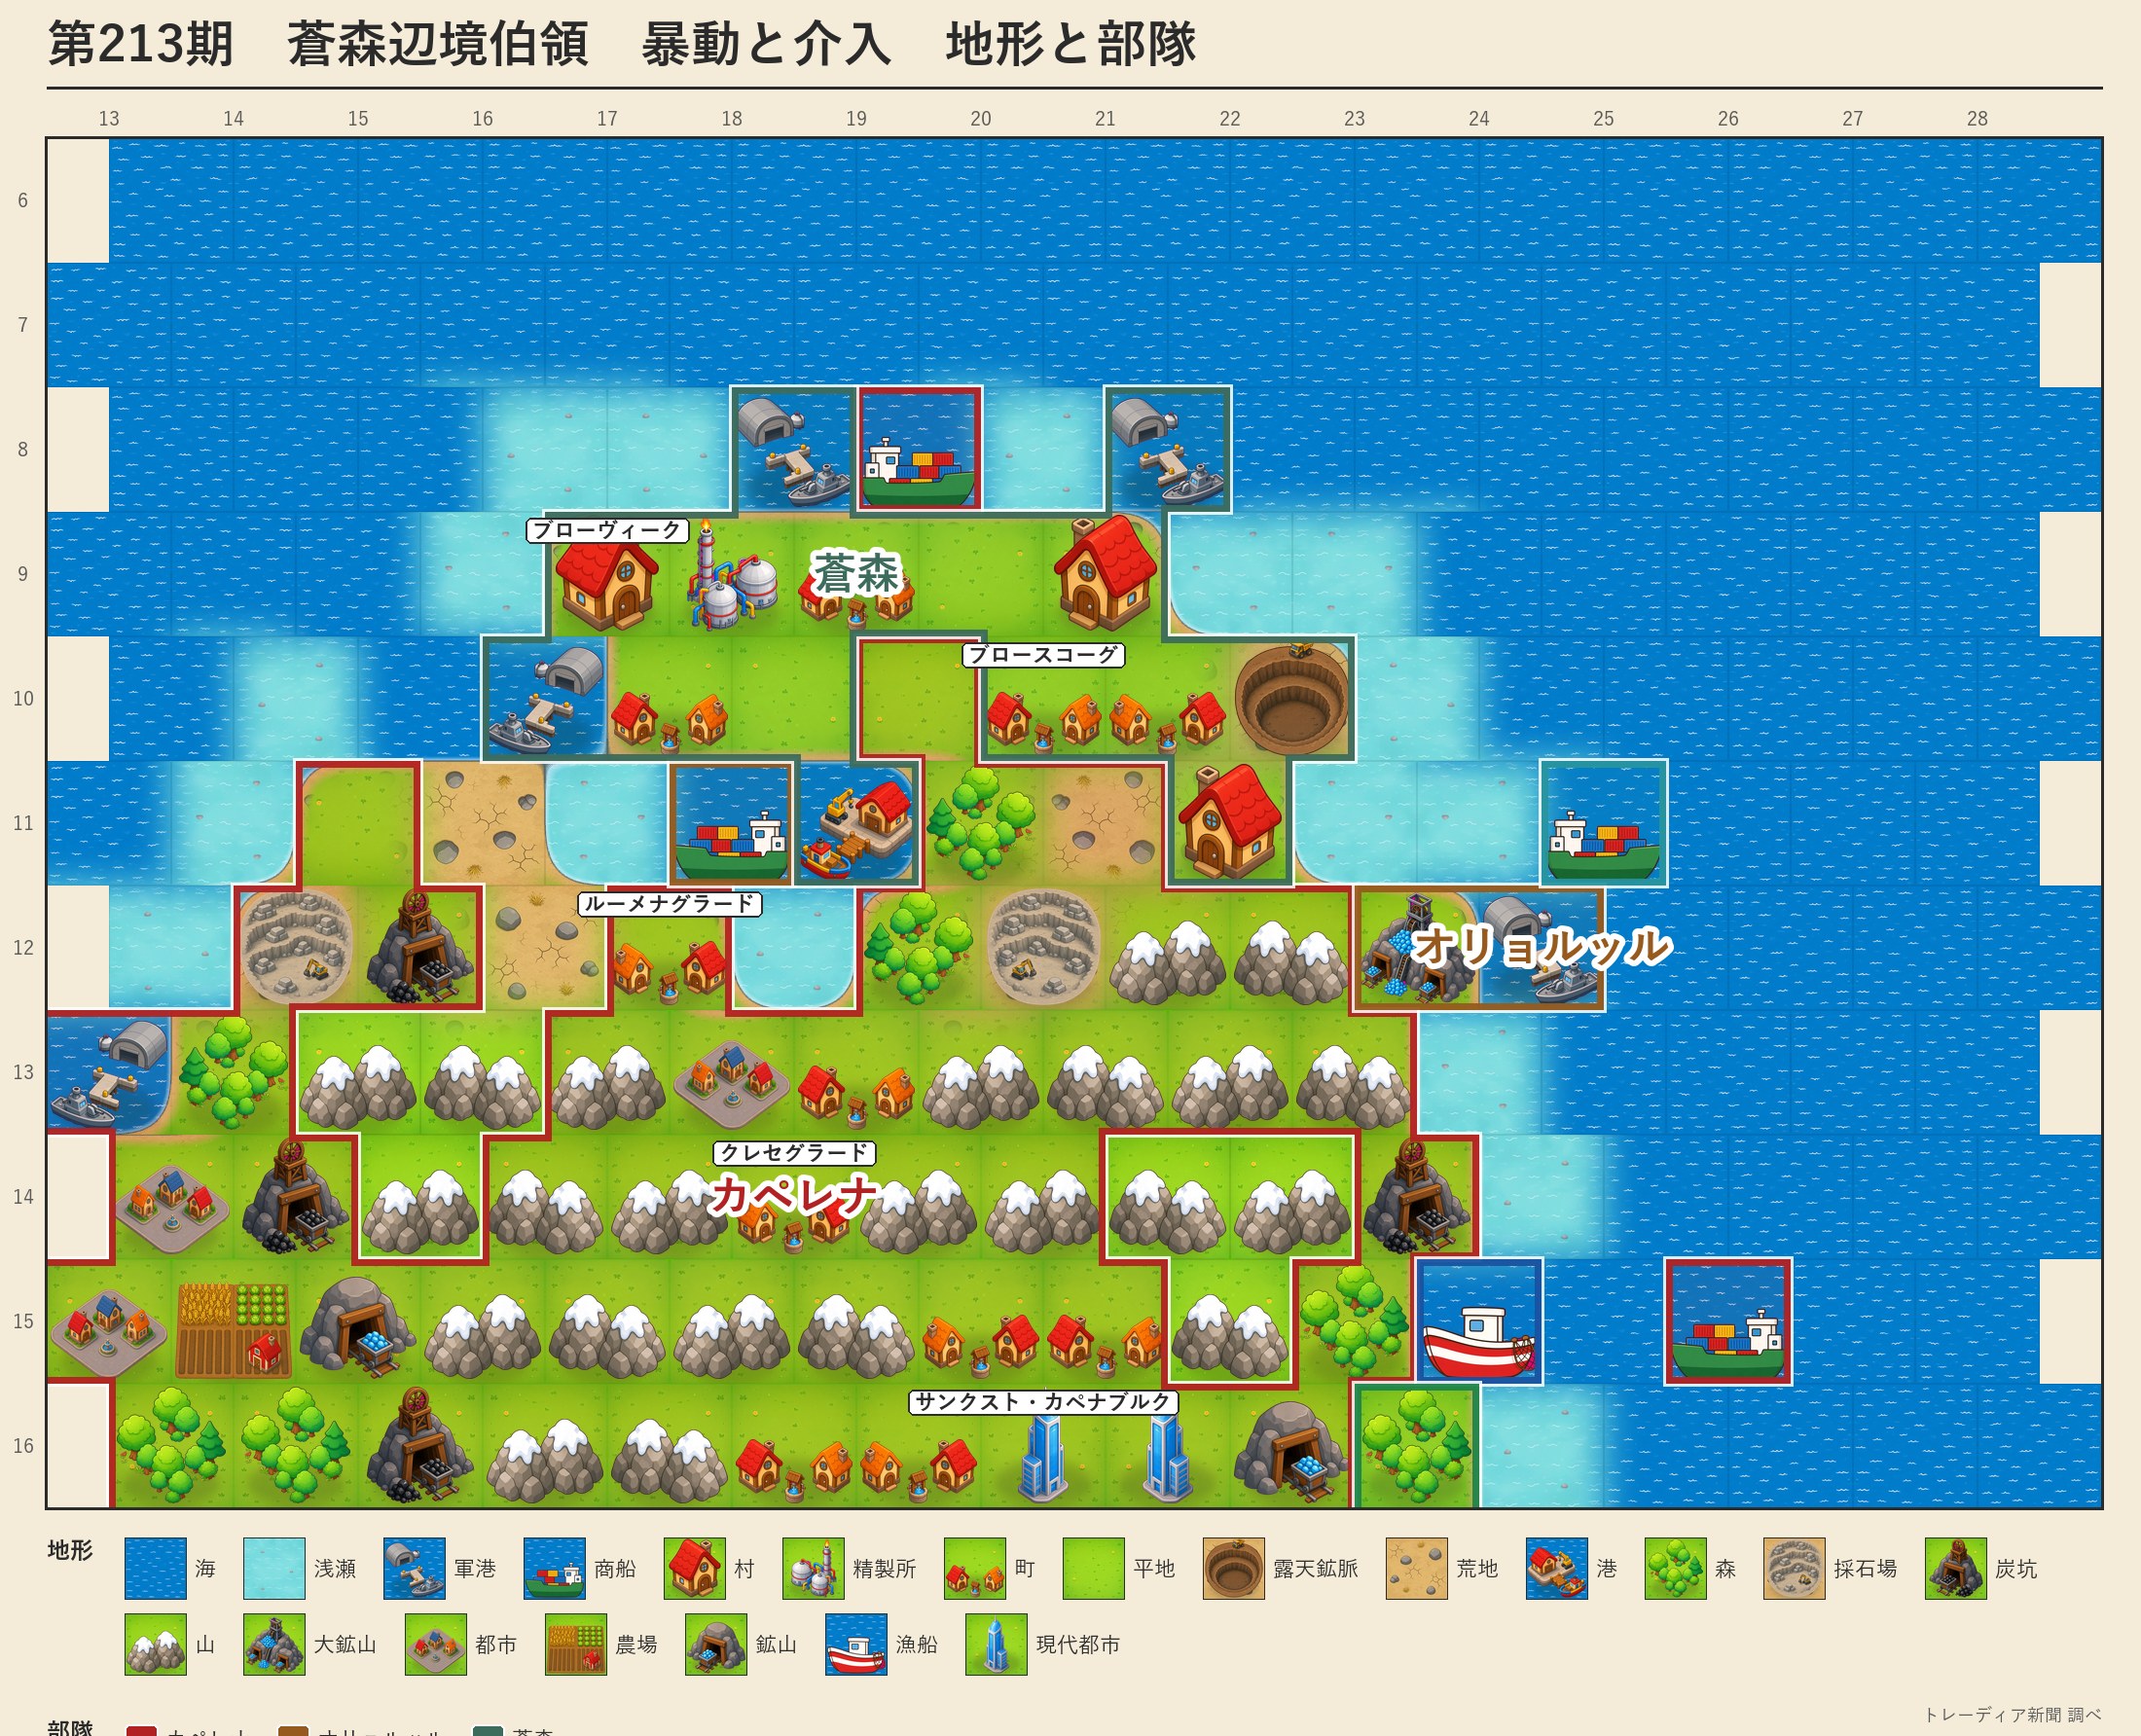 第213期　蒼森辺境伯領　暴動と介入　地形と部隊
13 14 15 16 17 18 19 20 21 22 23 24 25 26 27 28
6
7
8
ブローヴィーク
9
蒼森
ブロースコーグ
10
11
ルーメナグラード
12
オリョルッル
13
クレセグラード
14
カペレナ
15
サンクスト・カペナブルク
16
地形 海 浅瀬 軍港 商船 村 精製所 町 平地 露天鉱脈 荒地 港 森 採石場 炭坑
山 大鉱山 都市 農場 鉱山 漁船 現代都市
トレーディア新聞 調べ